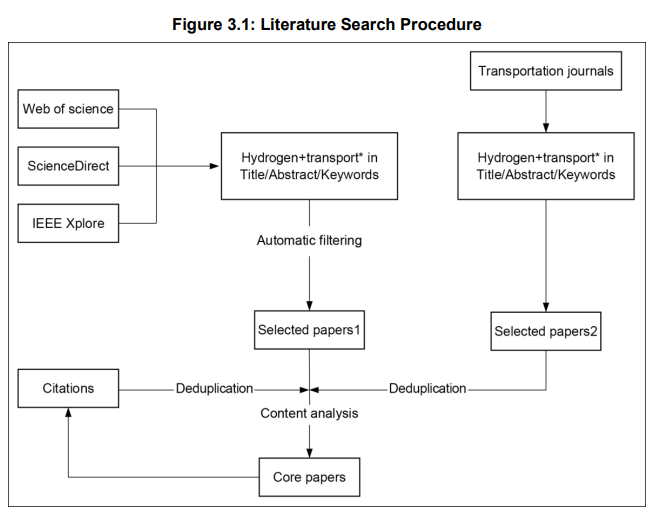 Figure 3.1: Literature Search Procedure
Transportation journals
Web of science
ScienceDirect
IEEE Xplore
Hydrogen+transport* in
Title/Abstract/Keywords
Hydrogen+transport* in
Title/Abstract/Keywords
Automatic filtering
Selected papers1
Selected papers2
Citations
Deduplication
Deduplication
Content analysis
Core papers